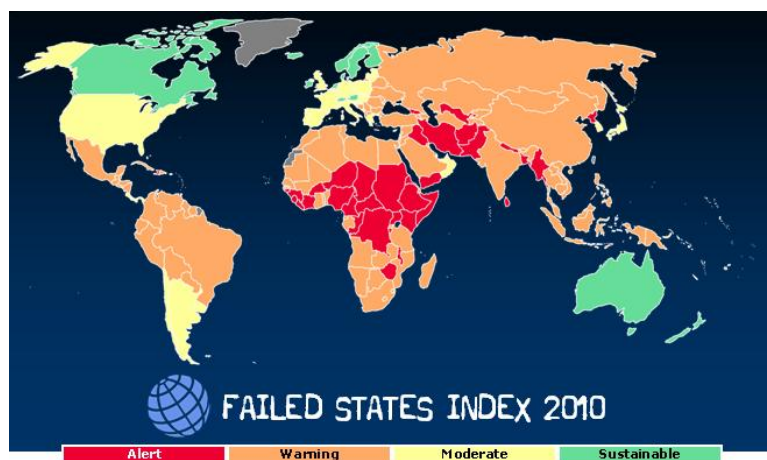 FAILED STATES INDEX 2010
Alert Warning Moderate Sustainable